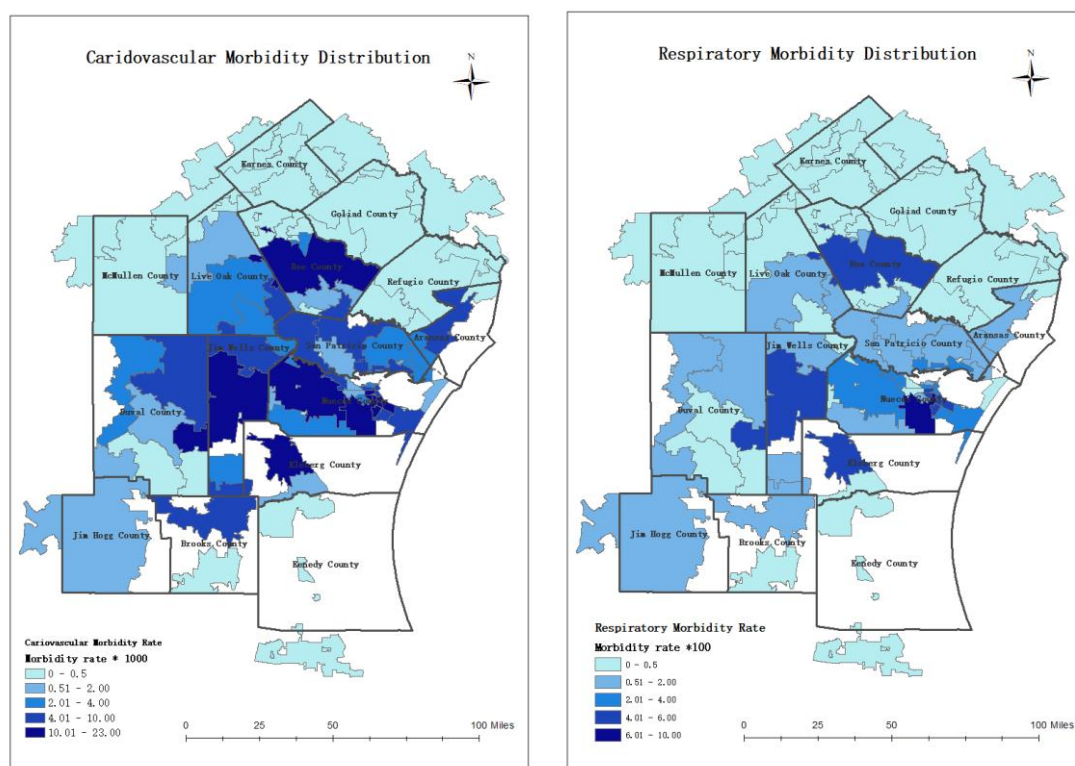 Caridovascular Morbidity Distribution
N
Karnes County
Goliad County
McMullen County
Live Oak County
Bee County
Refugio County
Aransas County
Jim Wells County
San Patricio County
Duval County
Nueces County
Kleberg County
Jim Hogg County
Brooks County
Kenedy County
Cariovascular Morbidity Rate
Morbidity rate * 1000
0 - 0.5
0.51 - 2.00
2.01 - 4.00
4.01 - 10.00
10.01 - 23.00
0 25 50 100 Miles
Respiratory Morbidity Distribution
N
Karnes County
Goliad County
McMullen County
Live Oak County
Bee County
Refugio County
Aransas County
Jim Wells County
San Patricio County
Duval County
Nueces County
Kleberg County
Jim Hogg County
Brooks County
Kenedy County
Respiratory Morbidity Rate
Morbidity rate *100
0 - 0.5
0.51 - 2.00
2.01 - 4.00
4.01 - 6.00
6.01 - 10.00
0 25 50 100 Miles